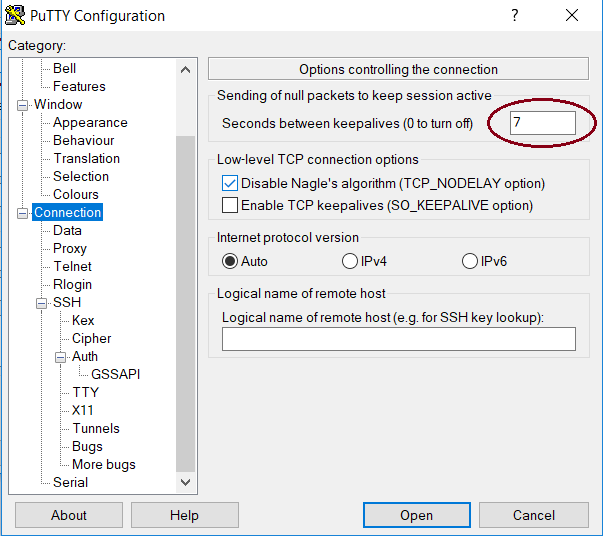 PuTTY Configuration
?
Category:
Bell
Features
Window
Appearance
Behaviour
Translation
Selection
Colours
Connection
Data
Proxy
Telnet
Rlogin
SSH
Kex
Cipher
Auth
GSSAPI
TTY
X11
Tunnels
Bugs
More bugs
Serial
Options controlling the connection
Sending of null packets to keep session active
Seconds between keepalives (0 to turn off) 7
Low-level TCP connection options
Disable Nagle's algorithm (TCP_NODELAY option)
Enable TCP keepalives (SO_KEEPALIVE option)
Internet protocol version
Auto IPv4 IPv6
Logical name of remote host
Logical name of remote host (e.g. for SSH key lookup):
About Help Open Cancel